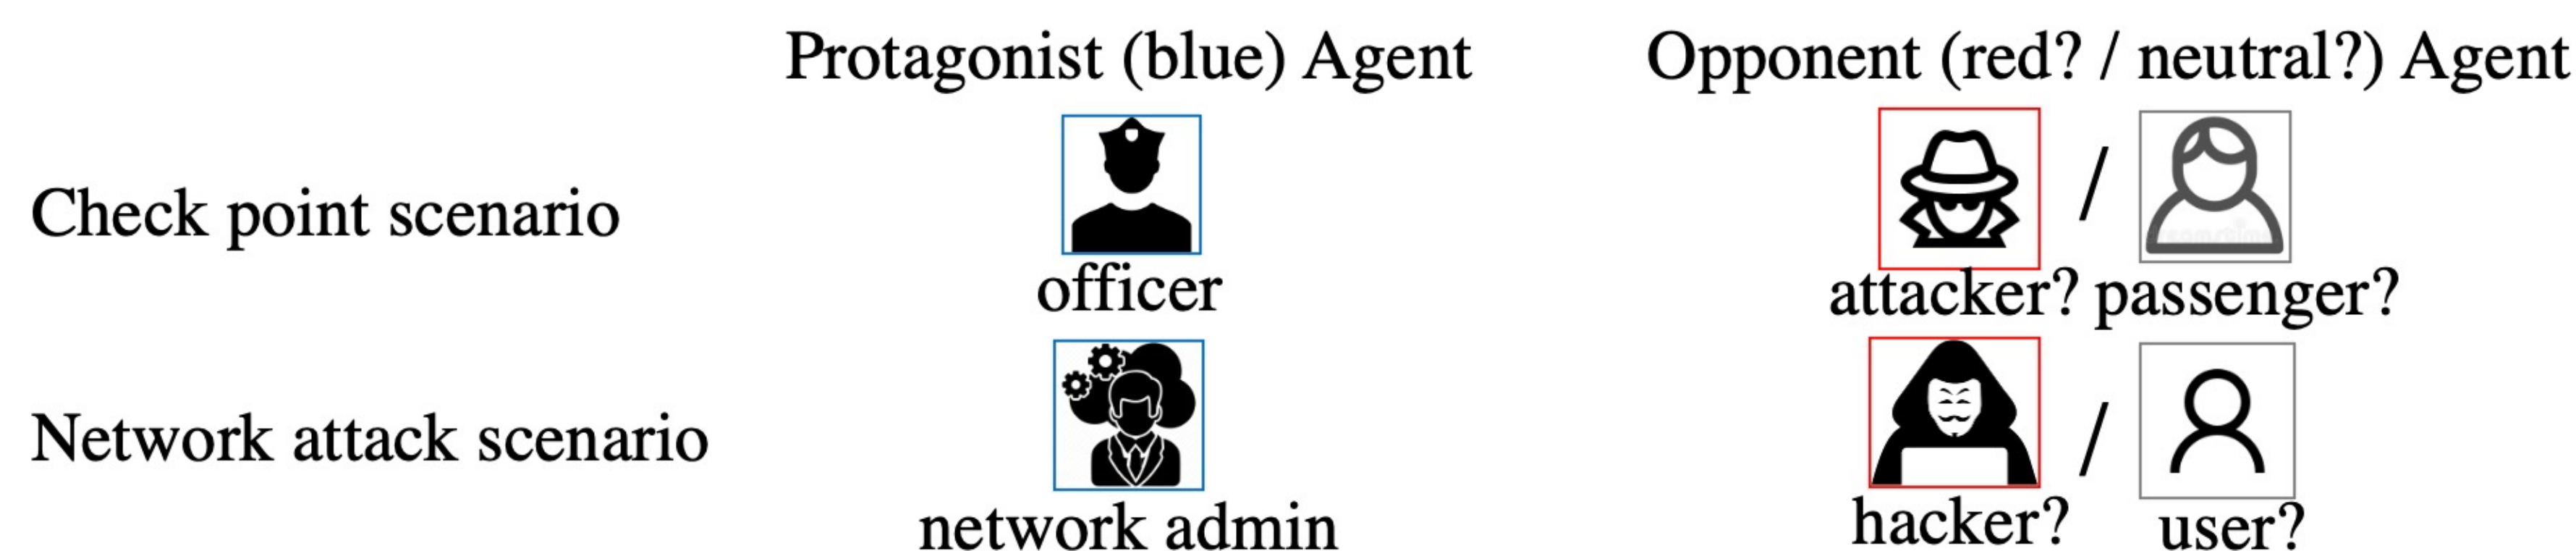 Protagonist (blue) Agent Opponent (red? / neutral?) Agent
Check point scenario / 
officer attacker? passenger?
Network attack scenario / 
network admin hacker? user?